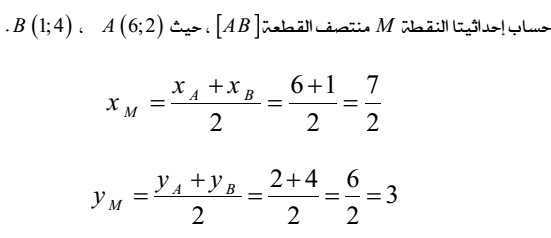 حساب إحداثيتا النقطة M منتصف القطعة [AB]، حيث A(6;2) ، B(1;4).
x_M = (x_A + x_B)/2 = (6+1)/2 = 7/2
y_M = (y_A + y_B)/2 = (2+4)/2 = 6/2 = 3